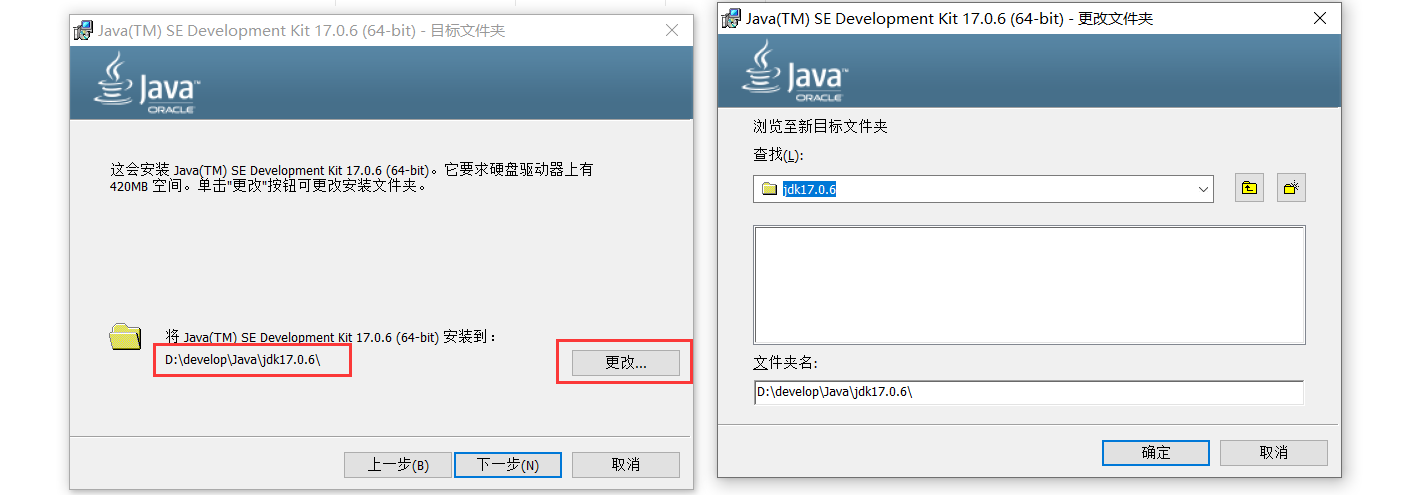 Java(TM) SE Development Kit 17.0.6 (64-bit) - 目标文件夹
Java™
ORACLE
这会安装 Java(TM) SE Development Kit 17.0.6 (64-bit)。它要求硬盘驱动器上有
420MB 空间。单击"更改"按钮可更改安装文件夹。
将 Java(TM) SE Development Kit 17.0.6 (64-bit) 安装到：
D:\develop\Java\jdk17.0.6\
更改...
上一步(B)
下一步(N)
取消
Java(TM) SE Development Kit 17.0.6 (64-bit) - 更改文件夹
Java™
ORACLE
浏览至新目标文件夹
查找(L):
jdk17.0.6
文件夹名:
D:\develop\Java\jdk17.0.6\
确定
取消